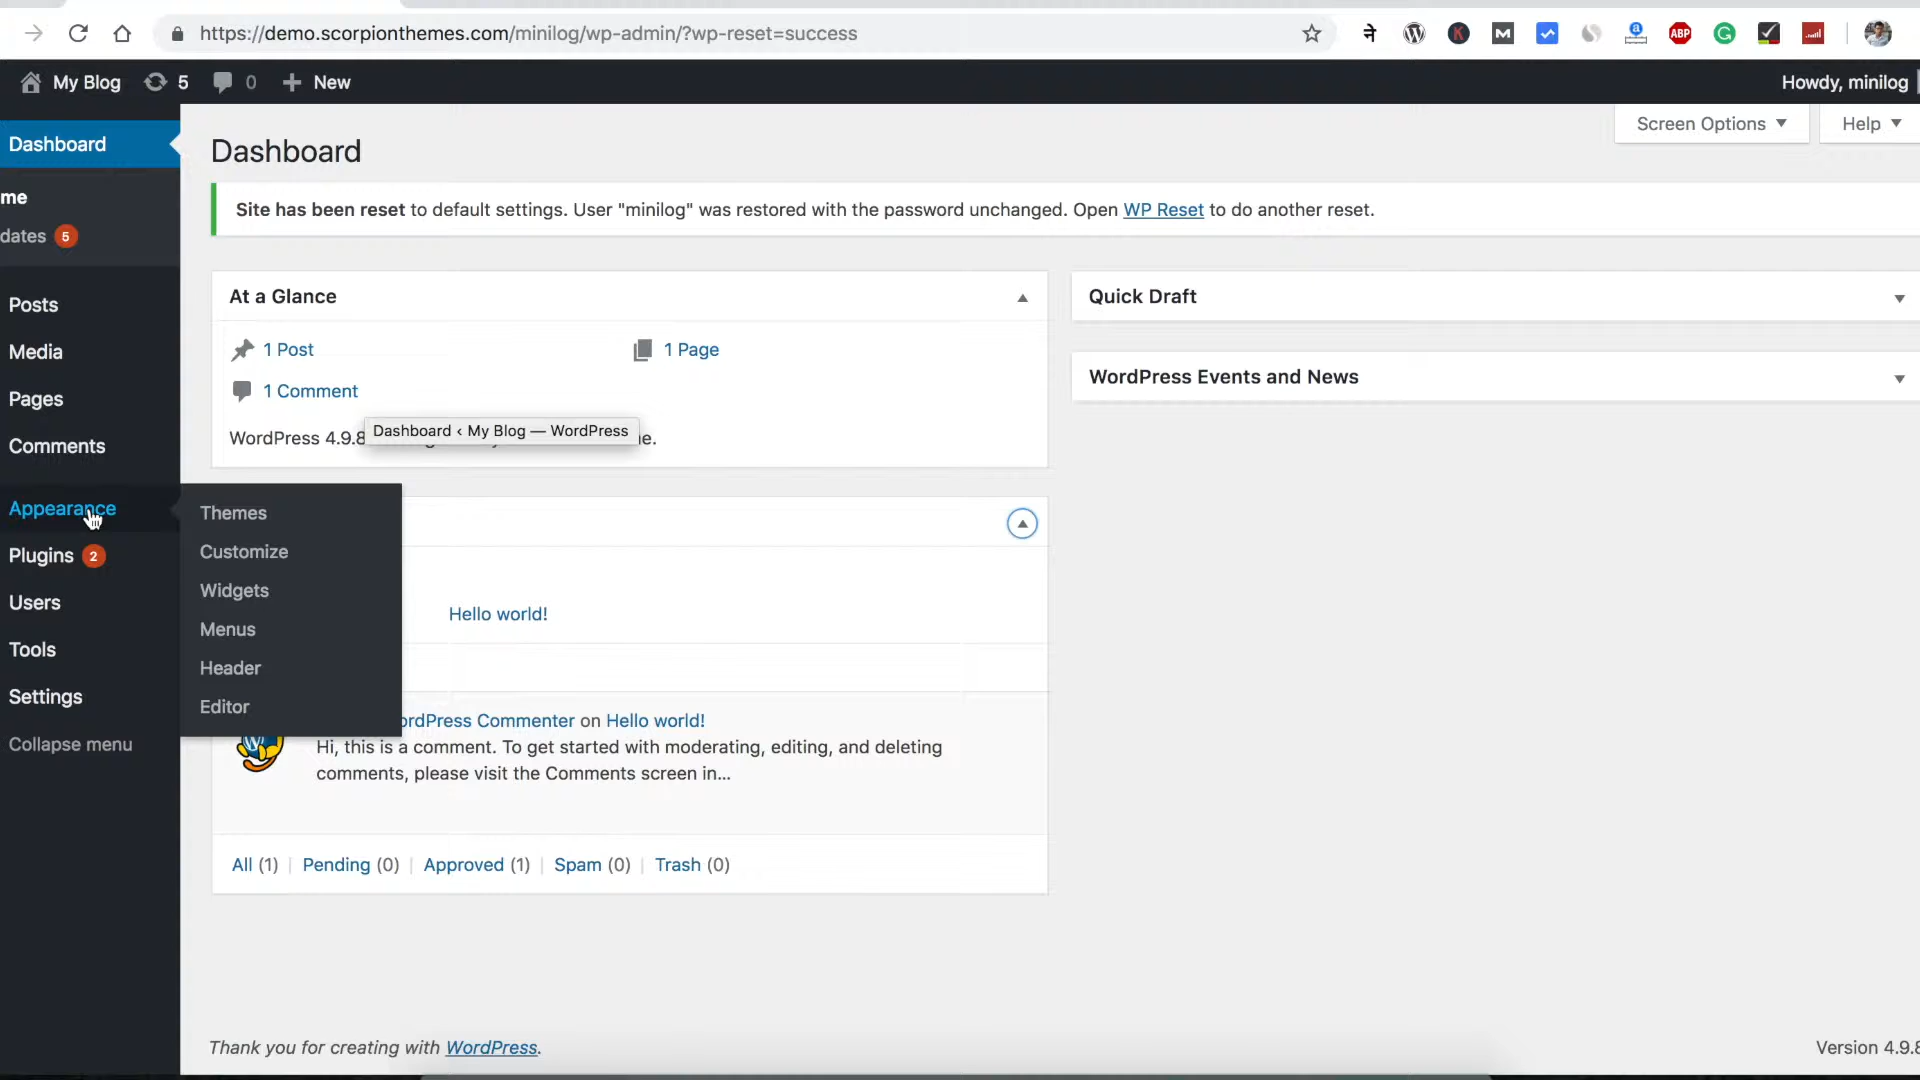 https://demo.scorpionthemes.com/minilog/wp-admin/?wp-reset=success
ने
ABP
My Blog 5 0 New
Howdy, minilog
Dashboard
me
dates 5
Posts
Media
Pages
Comments
Appearance
Plugins 2
Users
Tools
Settings
Collapse menu
Themes
Customize
Widgets
Menus
Header
Editor
Screen Options
Help
Dashboard
Site has been reset to default settings. User "minilog" was restored with the password unchanged. Open WP Reset to do another reset.
At a Glance
1 Post
1 Page
1 Comment
WordPress 4.9.8
Dashboard ‹ My Blog — WordPress
Quick Draft
WordPress Events and News
Hello world!
ordPress Commenter on Hello world!
Hi, this is a comment. To get started with moderating, editing, and deleting
comments, please visit the Comments screen in...
All (1) | Pending (0) | Approved (1) | Spam (0) | Trash (0)
Thank you for creating with WordPress.
Version 4.9.8